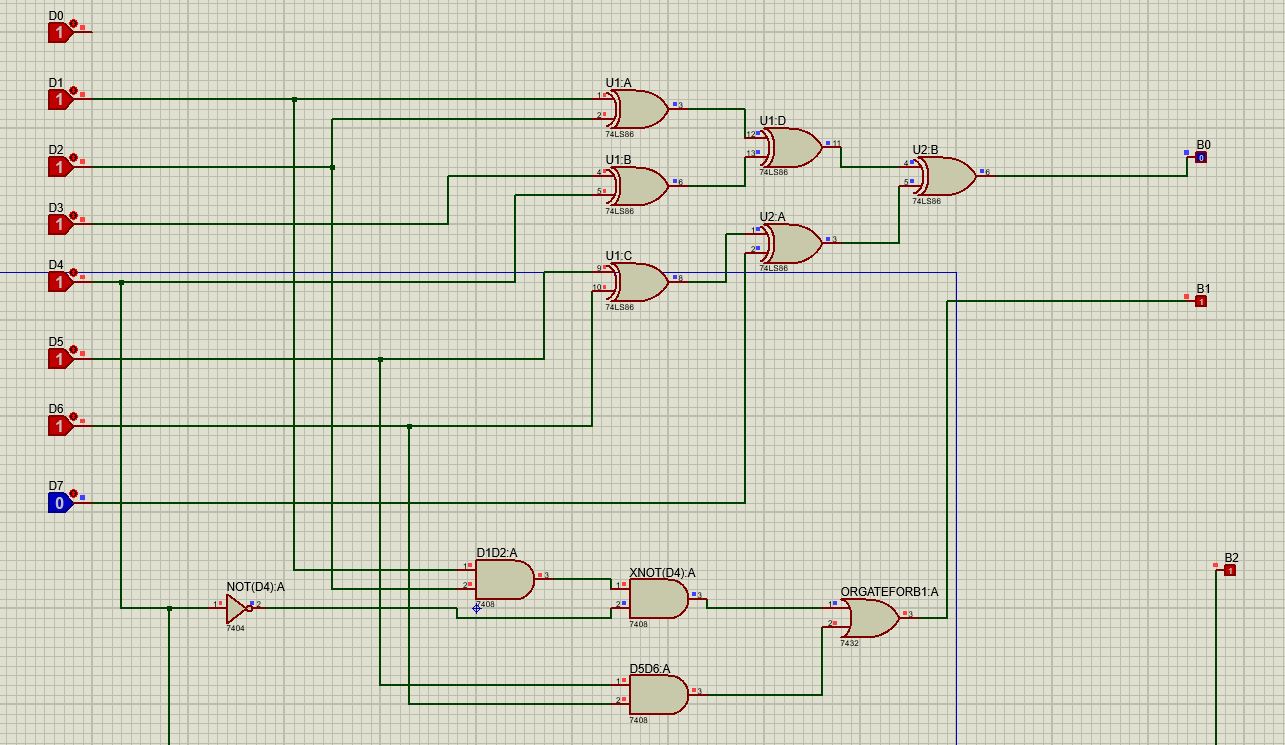 D0
1
D1
1
U1:A
1
2
3
74LS86
U1:D
12
13
11
74LS86
D2
1
U1:B
4
5
6
74LS86
U2:B
4
5
6
74LS86
B0
0
D3
1
U2:A
1
2
3
74LS86
D4
1
U1:C
9
10
8
74LS86
B1
1
D5
1
D6
1
D7
0
D1D2:A
1
2
3
7408
B2
1
NOT(D4):A
1
2
7404
XNOT(D4):A
1
2
3
7408
ORGATEFORB1:A
1
2
3
7432
D5D6:A
1
2
3
7408